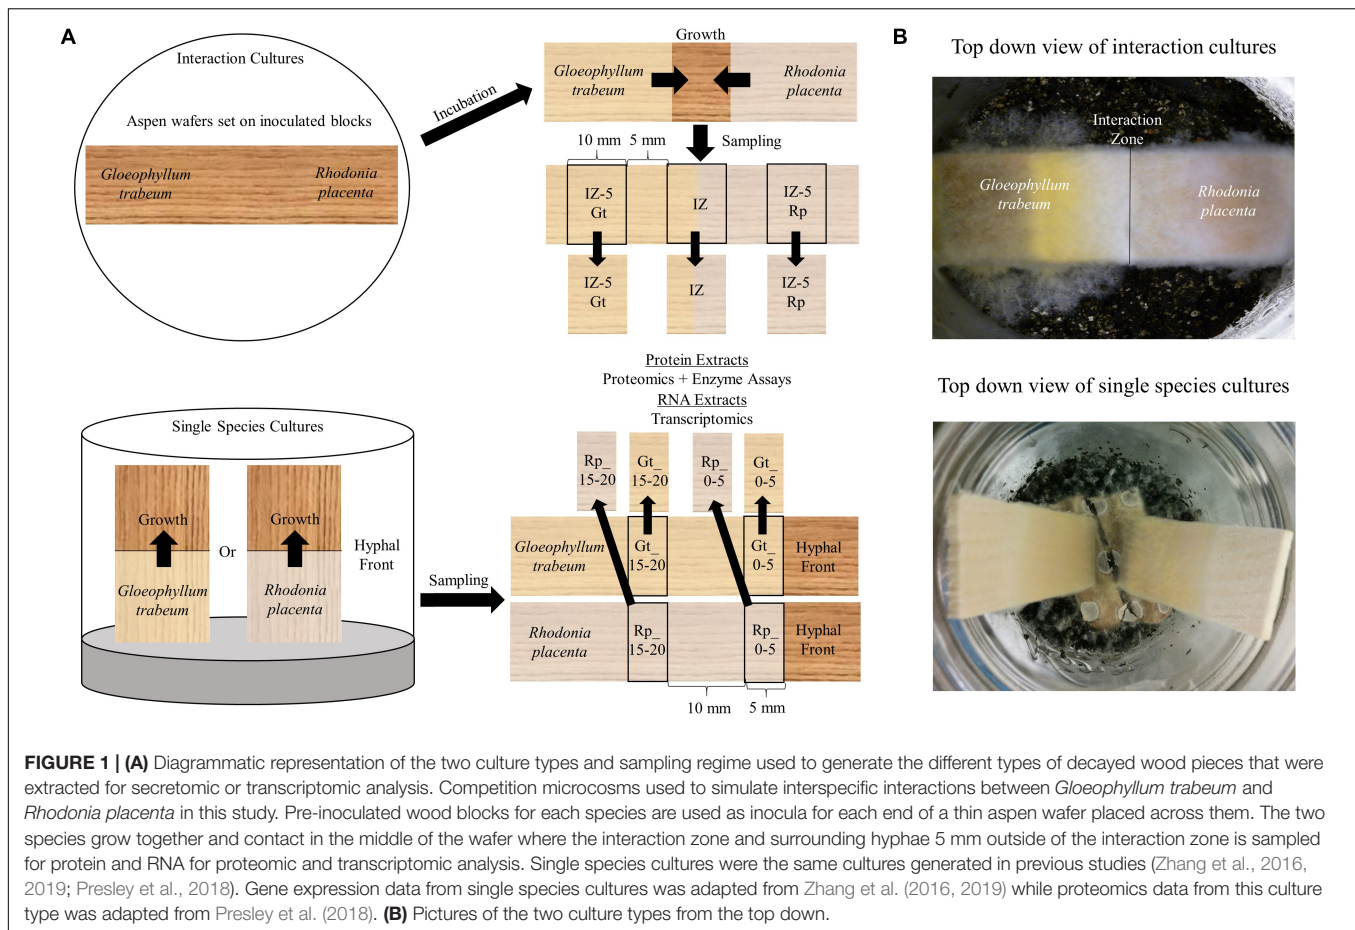 A
Interaction Cultures
Aspen wafers set on inoculated blocks
Gloeophyllum
trabeum
Rhodonia
placenta
Incubation
Growth
Gloeophyllum
trabeum
Rhodonia
placenta
Sampling
10 mm
5 mm
IZ-5
Gt
IZ
IZ-5
Rp
IZ-5
Gt
IZ
IZ-5
Rp
Protein Extracts
Proteomics + Enzyme Assays
RNA Extracts
Transcriptomics
Single Species Cultures
Growth
Gloeophyllum
trabeum
Or
Growth
Rhodonia
placenta
Hyphal
Front
Sampling
Rp_
15-20
Gt_
15-20
Rp_
0-5
Gt_
0-5
Gloeophyllum
trabeum
Gt_
15-20
Gt_
0-5
Hyphal
Front
Rhodonia
placenta
Rp_
15-20
Rp_
0-5
Hyphal
Front
10 mm
5 mm
B
Top down view of interaction cultures
Interaction
Zone
Gloeophyllum
trabeum
Rhodonia
placenta
Top down view of single species cultures
FIGURE 1 | (A) Diagrammatic representation of the two culture types and sampling regime used to generate the different types of decayed wood pieces that were
extracted for secretomic or transcriptomic analysis. Competition microcosms used to simulate interspecific interactions between Gloeophyllum trabeum and
Rhodonia placenta in this study. Pre-inoculated wood blocks for each species are used as inocula for each end of a thin aspen wafer placed across them. The two
species grow together and contact in the middle of the wafer where the interaction zone and surrounding hyphae 5 mm outside of the interaction zone is sampled
for protein and RNA for proteomic and transcriptomic analysis. Single species cultures were the same cultures generated in previous studies (Zhang et al., 2016,
2019; Presley et al., 2018). Gene expression data from single species cultures was adapted from Zhang et al. (2016, 2019) while proteomics data from this culture
type was adapted from Presley et al. (2018). (B) Pictures of the two culture types from the top down.